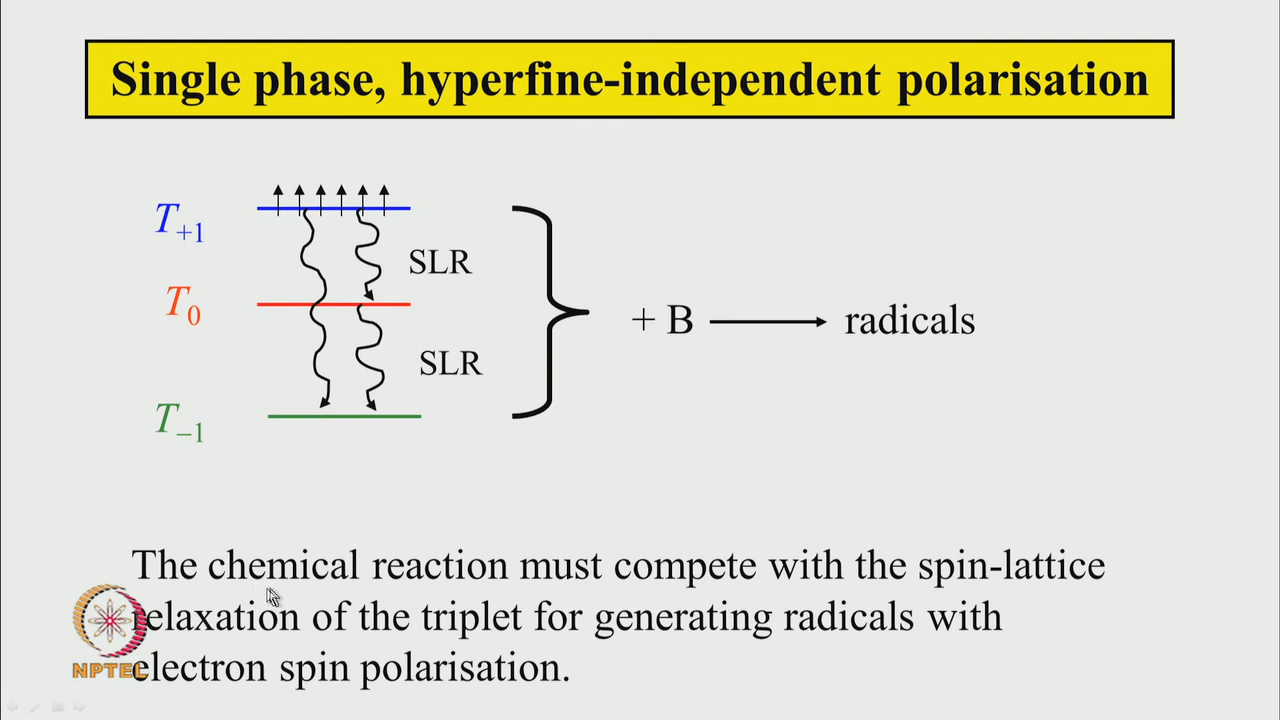 Single phase, hyperfine-independent polarisation
T+1
SLR
T0
+ B
radicals
SLR
T−1
The chemical reaction must compete with the spin-lattice
relaxation of the triplet for generating radicals with
electron spin polarisation.
NPTEL